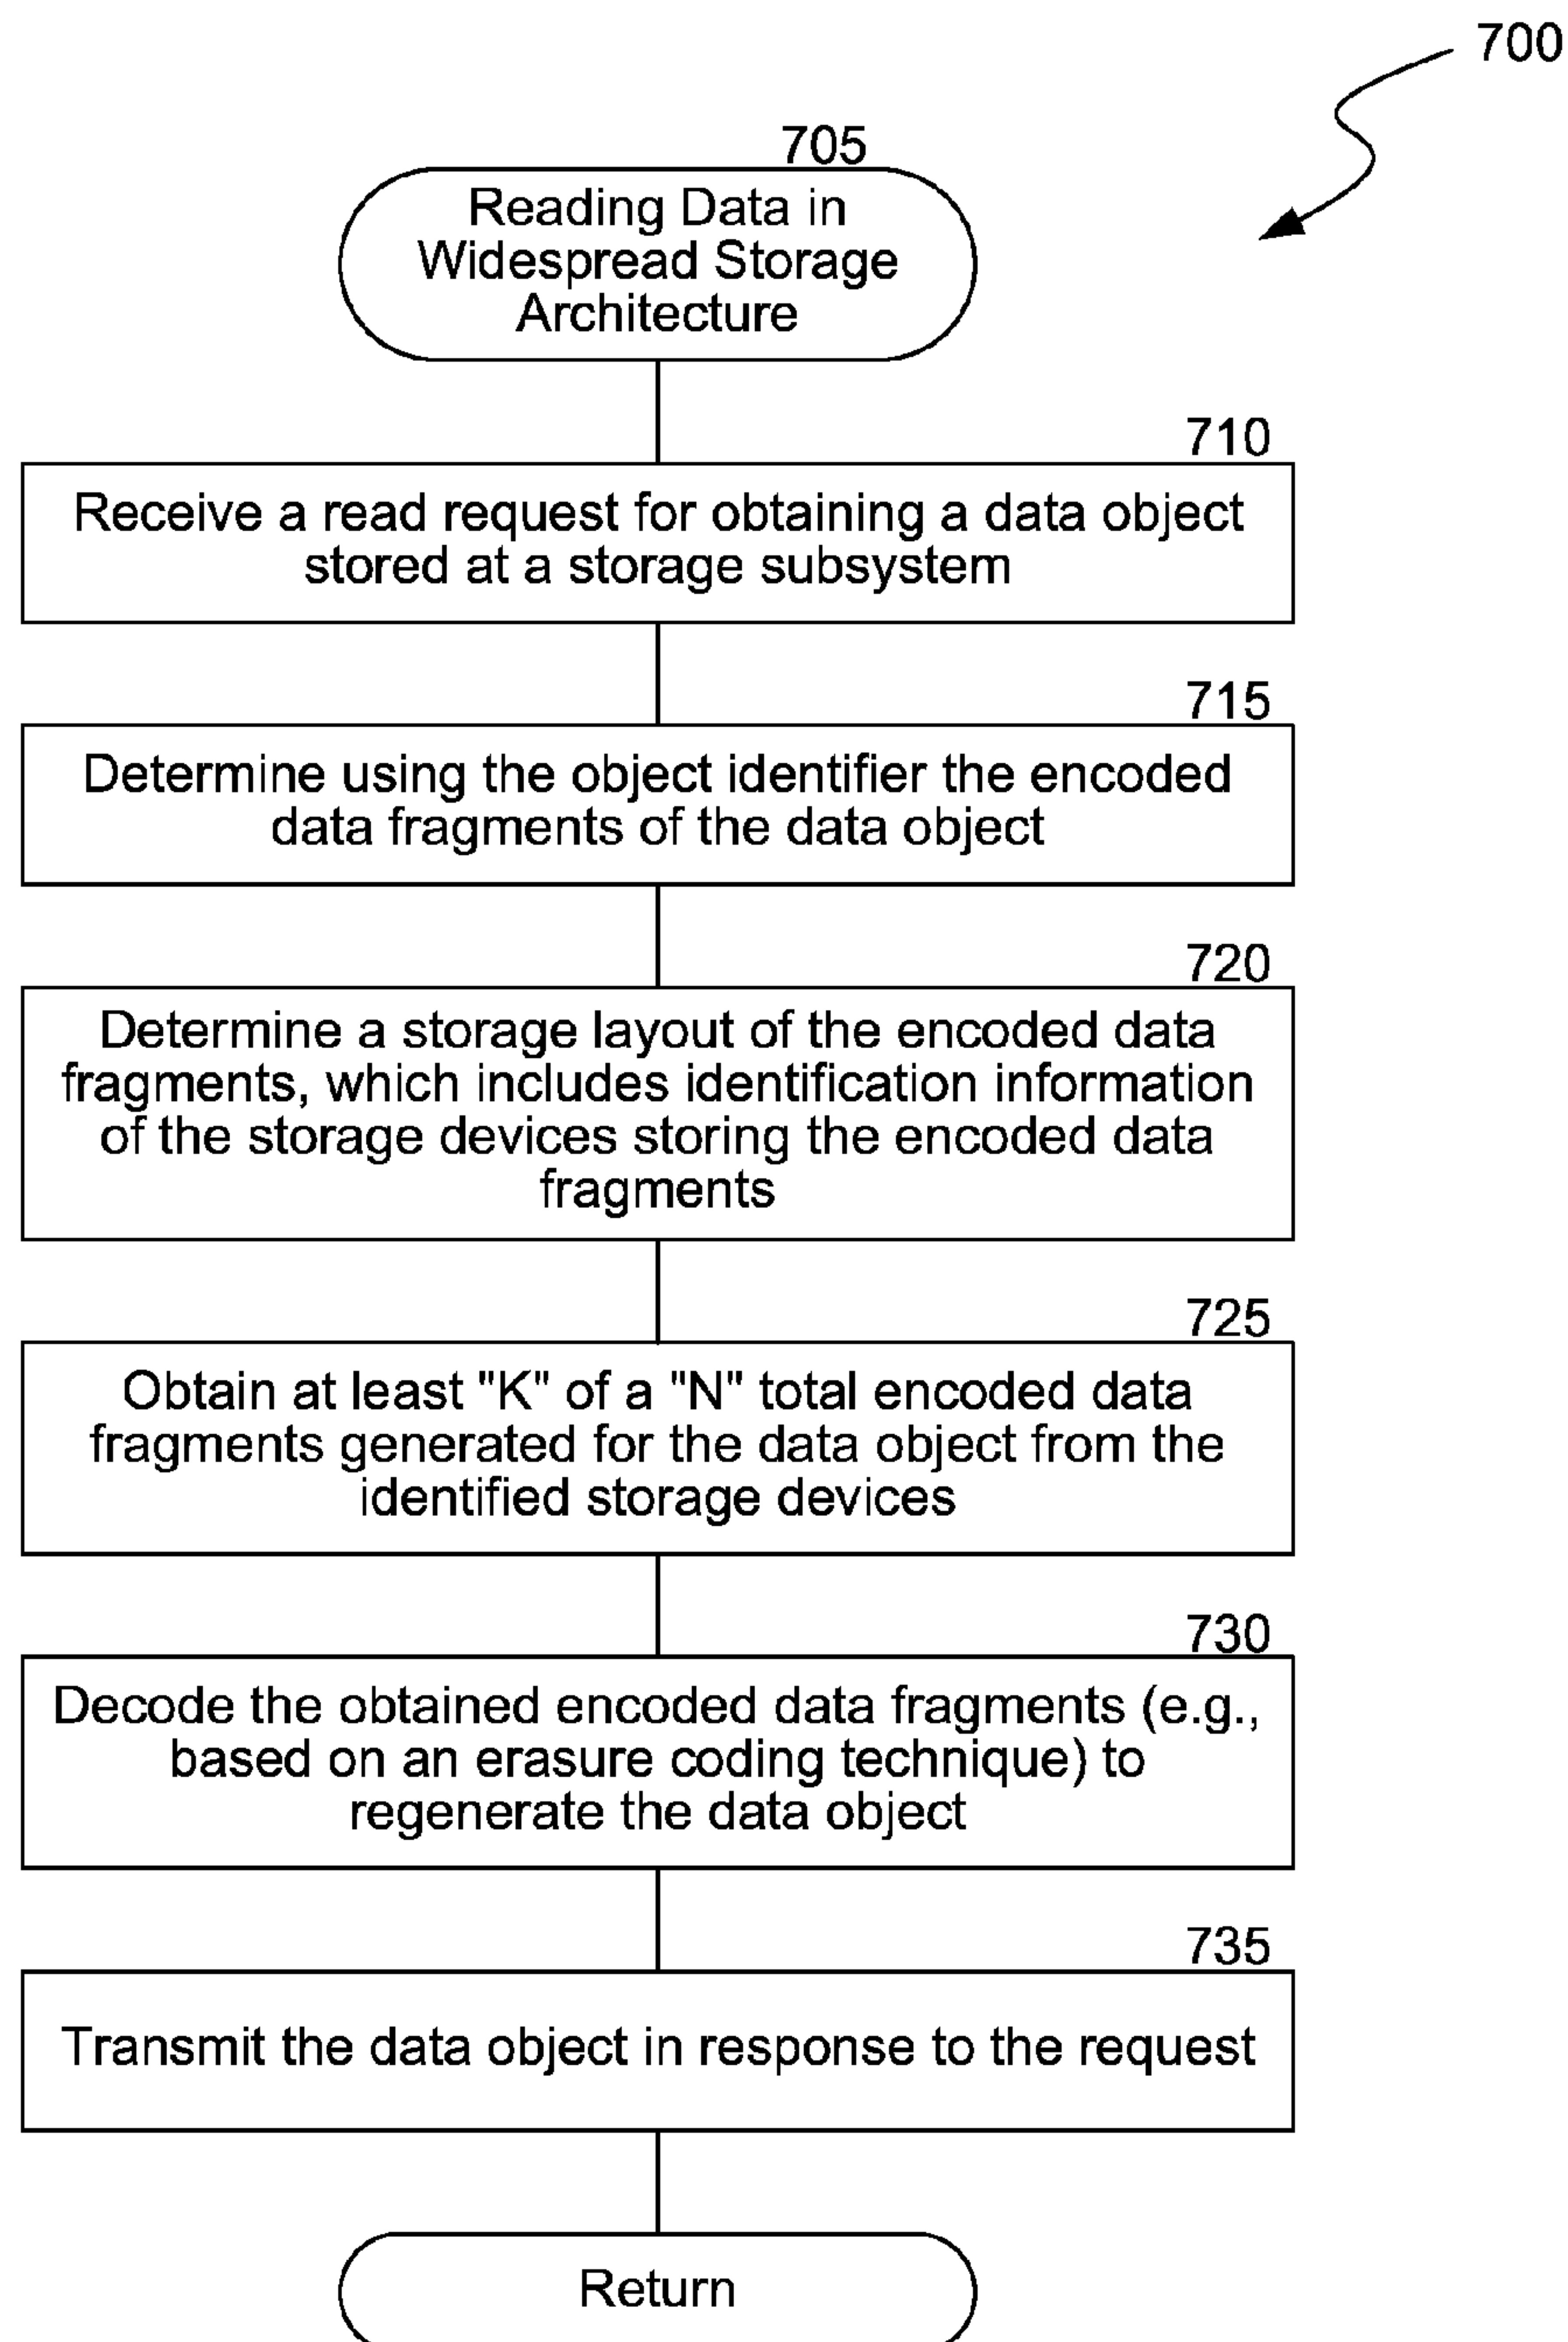 700
705
Reading Data in
Widespread Storage
Architecture
710
Receive a read request for obtaining a data object
stored at a storage subsystem
715
Determine using the object identifier the encoded
data fragments of the data object
720
Determine a storage layout of the encoded data
fragments, which includes identification information
of the storage devices storing the encoded data
fragments
725
Obtain at least "K" of a "N" total encoded data
fragments generated for the data object from the
identified storage devices
730
Decode the obtained encoded data fragments (e.g.,
based on an erasure coding technique) to
regenerate the data object
735
Transmit the data object in response to the request
Return